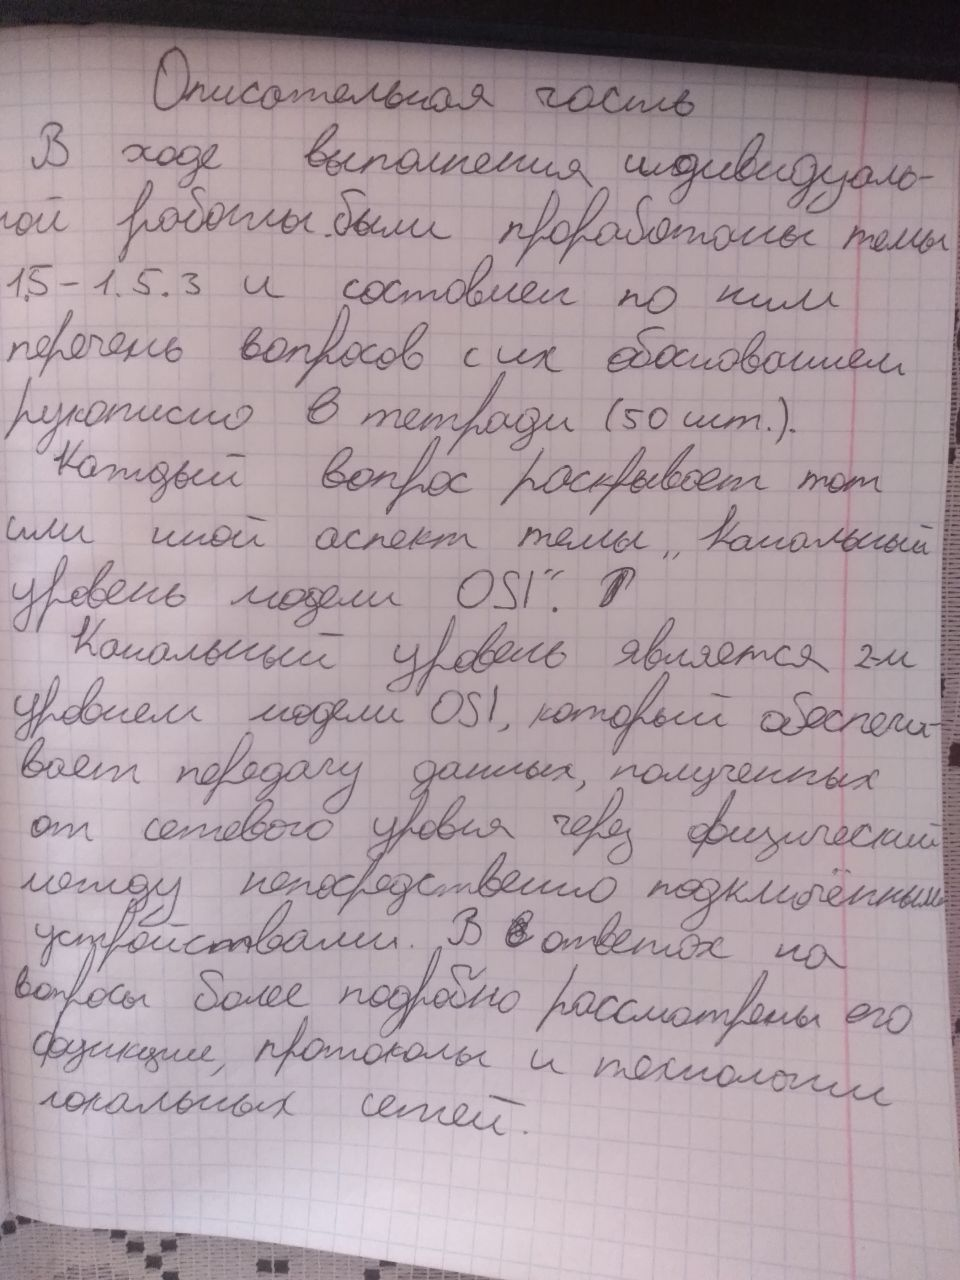 Описательная часть
В ходе выполнения индивидуаль-
ной работы были проработаны темы
1.5-1.5.3 и составлен по ним
перечень вопросов с их обоснованием
рукописно в тетради (50 шт.).
Каждый вопрос раскрывает тот
или иной аспект темы „Канальный
уровень модели OSI“.
Канальный уровень является 2-м
уровнем модели OSI, который обеспечи-
вает передачу данных, полученных
от сетевого уровня через физический
между непосредственно подключёнными
устройствами. В ответах на
вопросы более подробно рассмотрены его
функции, протоколы и технологии
локальных сетей.